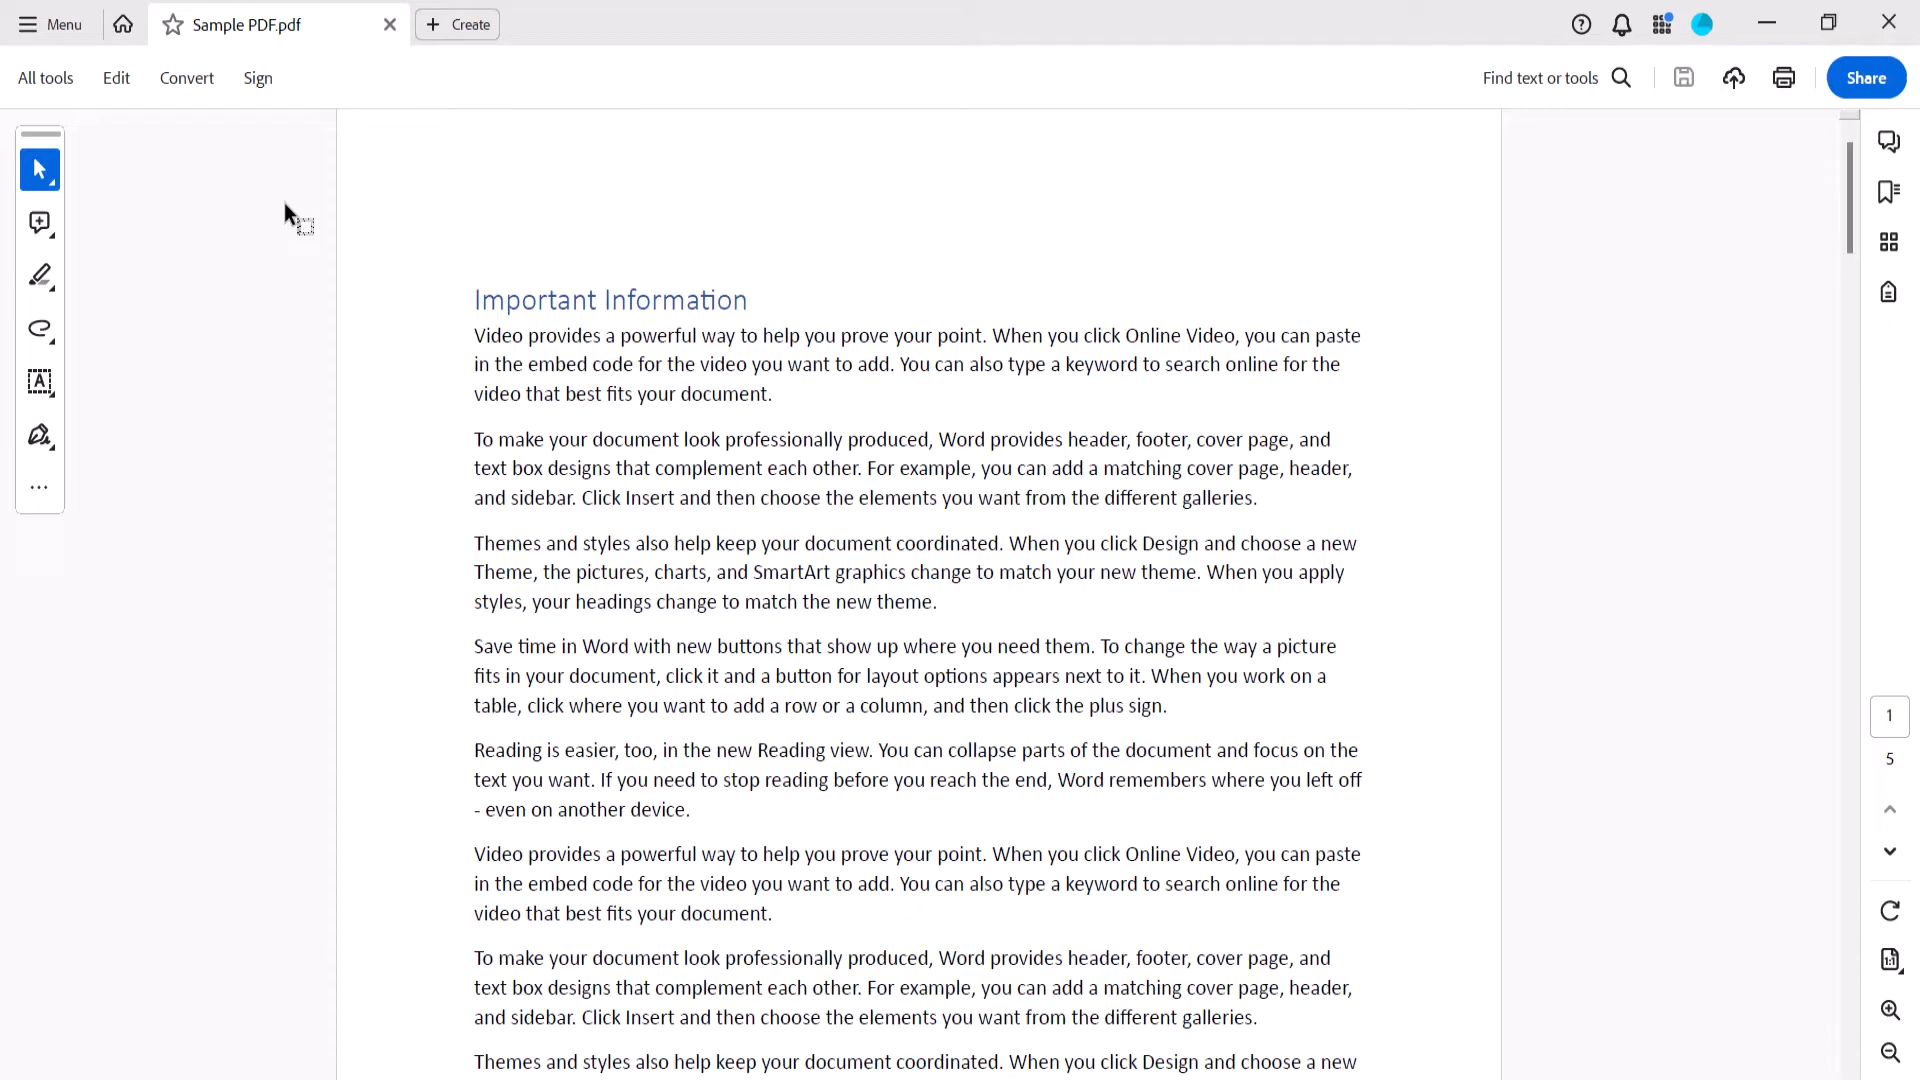 Menu
Sample PDF.pdf
Create
All tools
Edit
Convert
Sign
Find text or tools
Share
Important Information
Video provides a powerful way to help you prove your point. When you click Online Video, you can paste
in the embed code for the video you want to add. You can also type a keyword to search online for the
video that best fits your document.
To make your document look professionally produced, Word provides header, footer, cover page, and
text box designs that complement each other. For example, you can add a matching cover page, header,
and sidebar. Click Insert and then choose the elements you want from the different galleries.
Themes and styles also help keep your document coordinated. When you click Design and choose a new
Theme, the pictures, charts, and SmartArt graphics change to match your new theme. When you apply
styles, your headings change to match the new theme.
Save time in Word with new buttons that show up where you need them. To change the way a picture
fits in your document, click it and a button for layout options appears next to it. When you work on a
table, click where you want to add a row or a column, and then click the plus sign.
Reading is easier, too, in the new Reading view. You can collapse parts of the document and focus on the
text you want. If you need to stop reading before you reach the end, Word remembers where you left off
- even on another device.
Video provides a powerful way to help you prove your point. When you click Online Video, you can paste
in the embed code for the video you want to add. You can also type a keyword to search online for the
video that best fits your document.
To make your document look professionally produced, Word provides header, footer, cover page, and
text box designs that complement each other. For example, you can add a matching cover page, header,
and sidebar. Click Insert and then choose the elements you want from the different galleries.
Themes and styles also help keep your document coordinated. When you click Design and choose a new
1
5
1:1